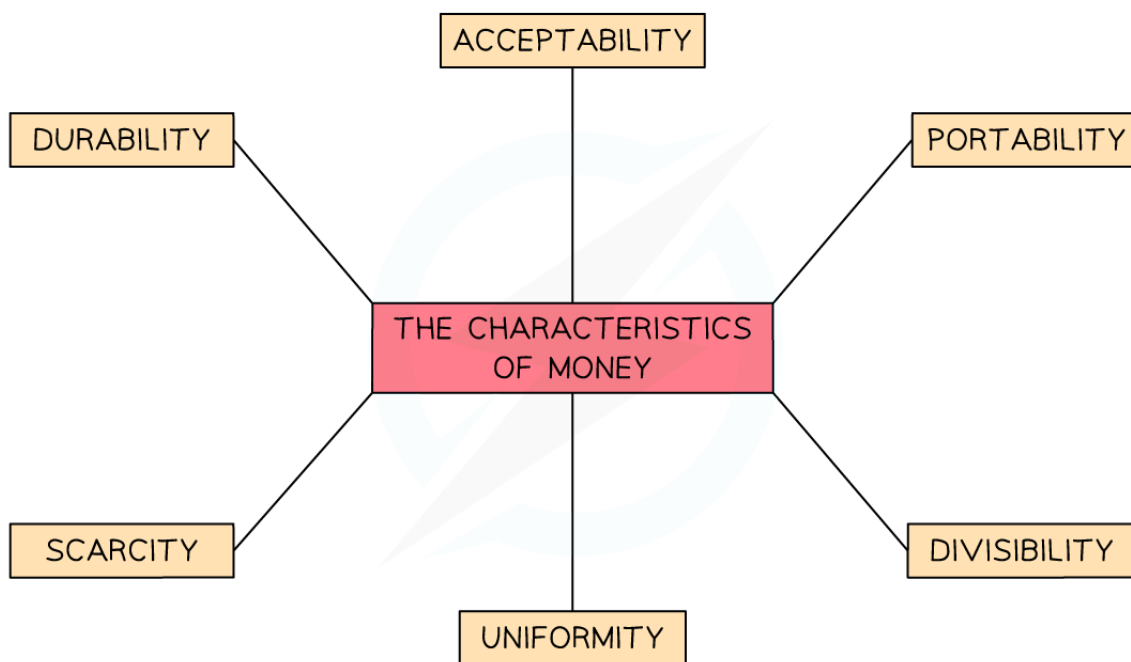 ACCEPTABILITY
DURABILITY
PORTABILITY
THE CHARACTERISTICS
OF MONEY
SCARCITY
DIVISIBILITY
UNIFORMITY